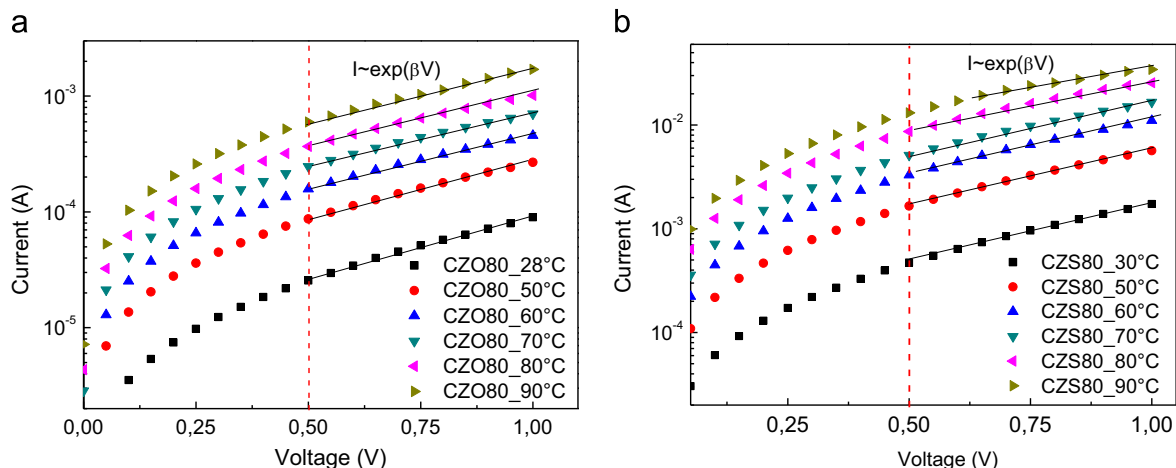 a
I~exp(βV)
10⁻³
10⁻⁴
10⁻⁵
Current (A)
CZO80_28°C
CZO80_50°C
CZO80_60°C
CZO80_70°C
CZO80_80°C
CZO80_90°C
0,00 0,25 0,50 0,75 1,00
Voltage (V)
b
I~exp(βV)
10⁻¹
10⁻²
10⁻³
10⁻⁴
Current (A)
CZS80_30°C
CZS80_50°C
CZS80_60°C
CZS80_70°C
CZS80_80°C
CZS80_90°C
0,25 0,50 0,75 1,00
Voltage (V)